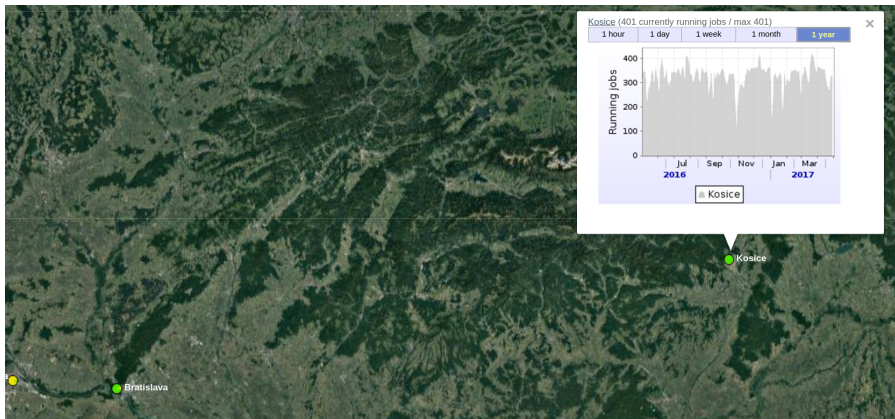 Kosice (401 currently running jobs / max 401)
1 hour 1 day 1 week 1 month 1 year
Running jobs
400
300
200
100
0
Jul Sep Nov Jan Mar
2016 2017
Kosice
Kosice
Bratislava